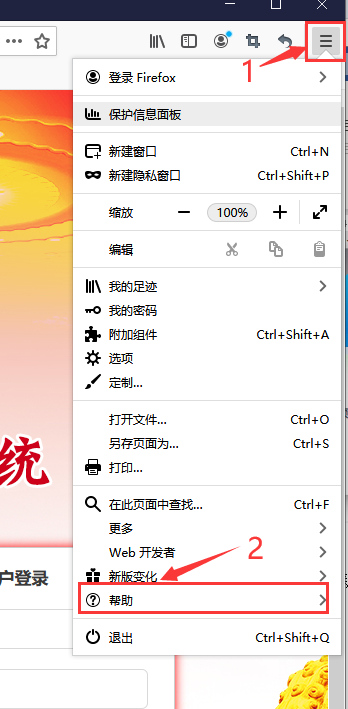 1
登录 Firefox
保护信息面板
新建窗口 Ctrl+N
新建隐私窗口 Ctrl+Shift+P
缩放 100%
编辑
我的足迹
我的密码
附加组件 Ctrl+Shift+A
选项
定制...
打开文件... Ctrl+O
另存页面为... Ctrl+S
打印...
统
在此页面中查找... Ctrl+F
更多
Web 开发者
2
新版变化
户登录
帮助
退出 Ctrl+Shift+Q